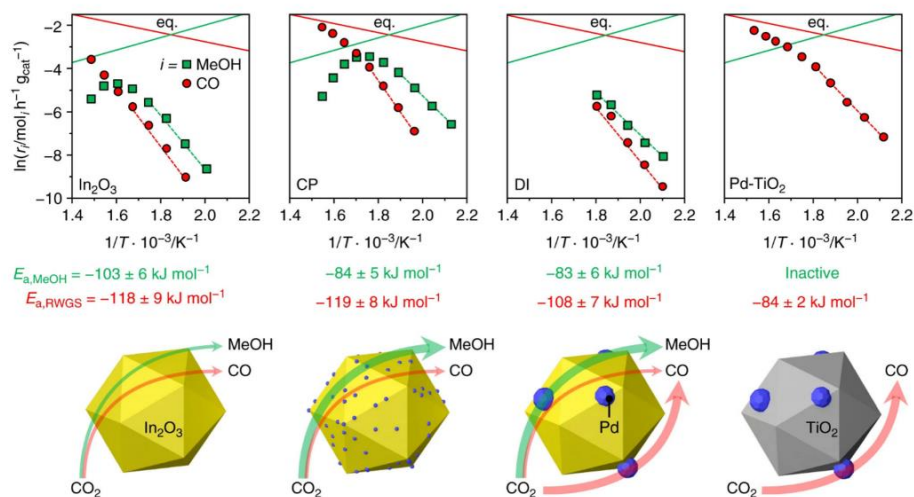 ln(rᵢ/molᵢ h⁻¹ g_cat⁻¹)
−2
−4
−6
−8
−10
eq. eq. eq. eq.
i = MeOH
CO
In₂O₃ CP DI Pd-TiO₂
1.4 1.6 1.8 2.0 2.2 1.4 1.6 1.8 2.0 2.2 1.4 1.6 1.8 2.0 2.2 1.4 1.6 1.8 2.0 2.2
1/T · 10⁻³/K⁻¹ 1/T · 10⁻³/K⁻¹ 1/T · 10⁻³/K⁻¹ 1/T · 10⁻³/K⁻¹
E_a,MeOH = −103 ± 6 kJ mol⁻¹ −84 ± 5 kJ mol⁻¹ −83 ± 6 kJ mol⁻¹ Inactive
E_a,RWGS = −118 ± 9 kJ mol⁻¹ −119 ± 8 kJ mol⁻¹ −108 ± 7 kJ mol⁻¹ −84 ± 2 kJ mol⁻¹
MeOH MeOH MeOH
CO CO CO CO
In₂O₃ Pd TiO₂
CO₂ CO₂ CO₂ CO₂